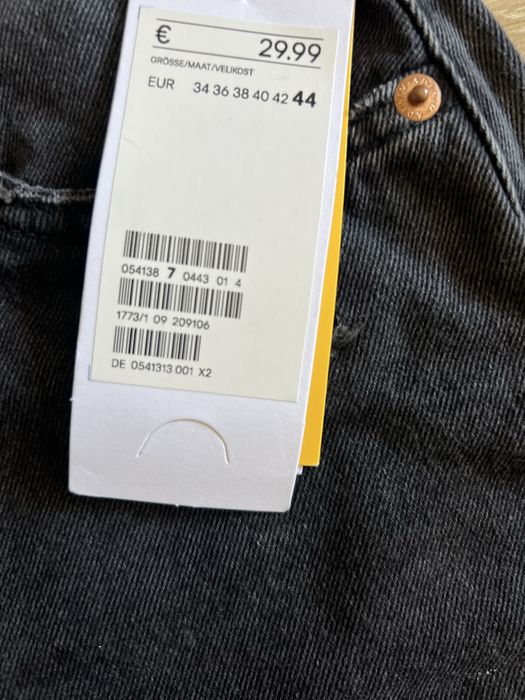 € 29.99
GRÖSSE/MAAT/VELIKOST
EUR 34 36 38 40 42 44
054138 7 0443 01 4
1773/1 09 209106
DE 0541313 001 X2